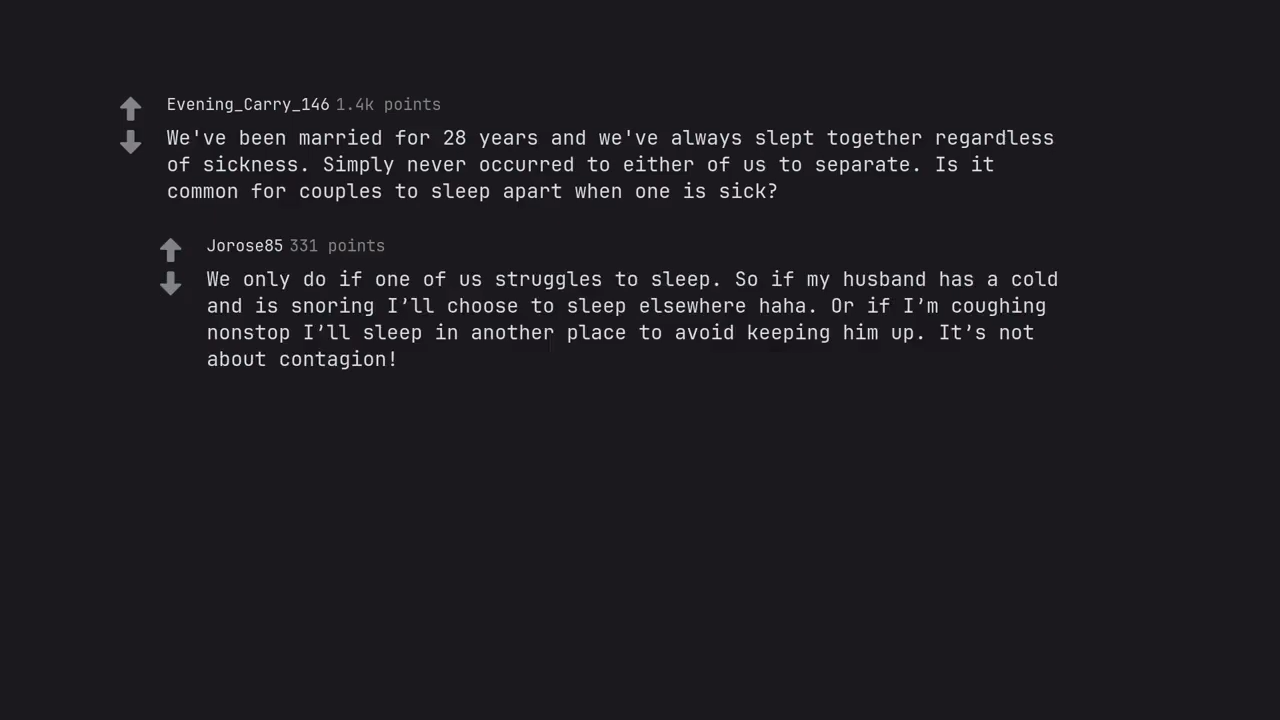 Evening_Carry_146 1.4k points
We've been married for 28 years and we've always slept together regardless
of sickness. Simply never occurred to either of us to separate. Is it
common for couples to sleep apart when one is sick?
Jorose85 331 points
We only do if one of us struggles to sleep. So if my husband has a cold
and is snoring I’ll choose to sleep elsewhere haha. Or if I’m coughing
nonstop I’ll sleep in another place to avoid keeping him up. It’s not
about contagion!